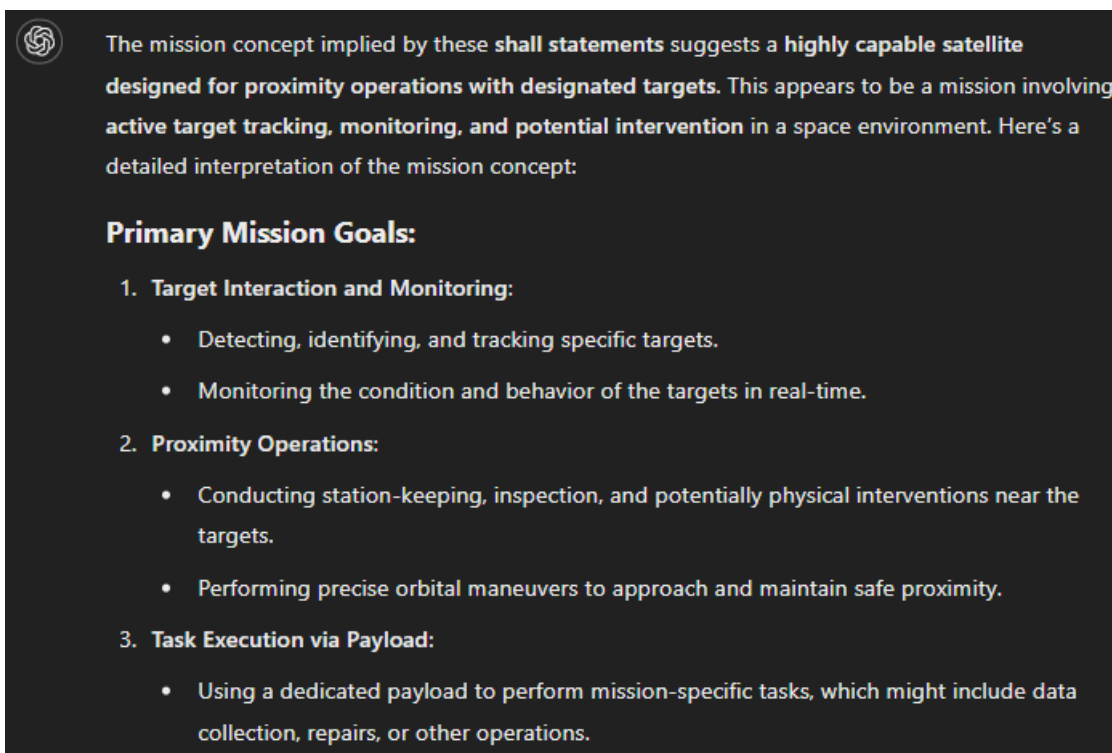 The mission concept implied by these shall statements suggests a highly capable satellite
designed for proximity operations with designated targets. This appears to be a mission involving
active target tracking, monitoring, and potential intervention in a space environment. Here's a
detailed interpretation of the mission concept:
Primary Mission Goals:
1. Target Interaction and Monitoring:
• Detecting, identifying, and tracking specific targets.
• Monitoring the condition and behavior of the targets in real-time.
2. Proximity Operations:
• Conducting station-keeping, inspection, and potentially physical interventions near the
targets.
• Performing precise orbital maneuvers to approach and maintain safe proximity.
3. Task Execution via Payload:
• Using a dedicated payload to perform mission-specific tasks, which might include data
collection, repairs, or other operations.